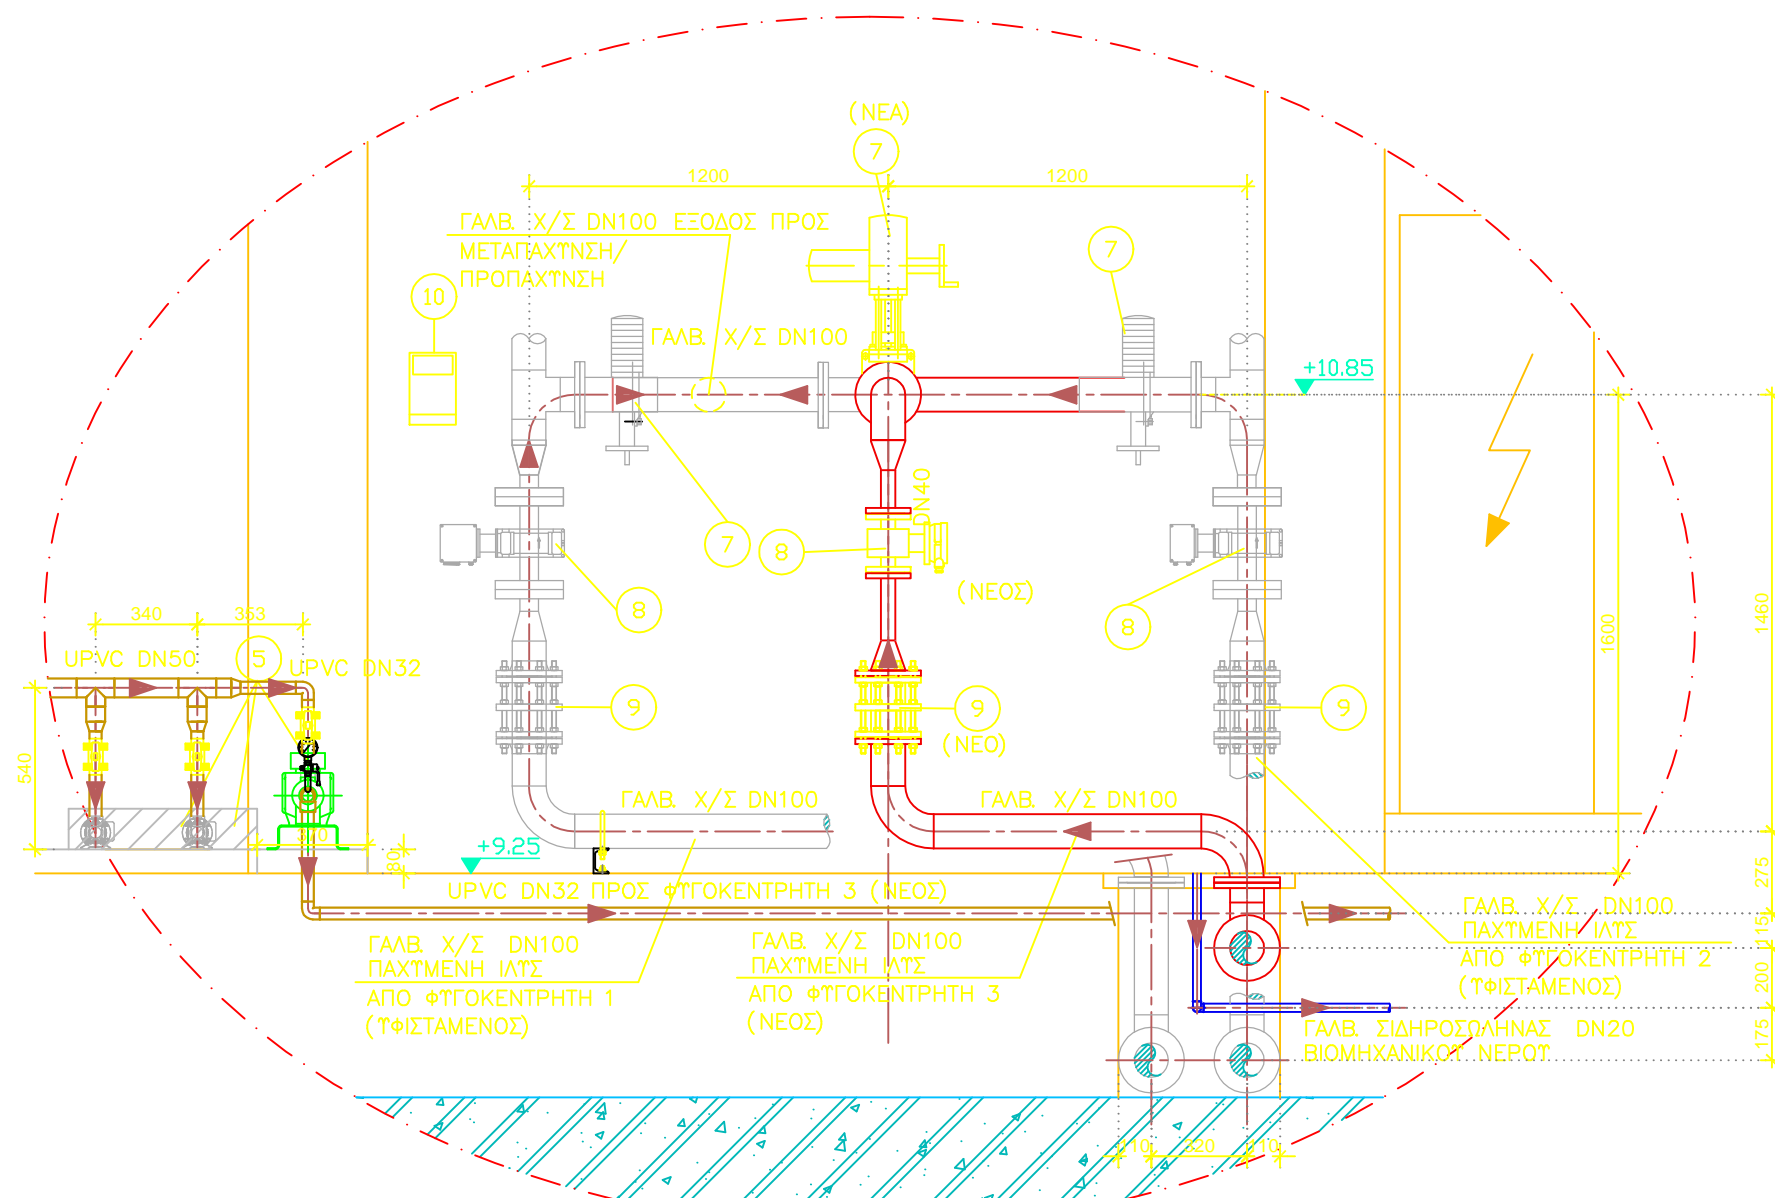 (ΝΕΑ)
7
1200
1200
ΓΑΛΒ. Χ/Σ DN100 ΕΞΟΔΟΣ ΠΡΟΣ
ΜΕΤΑΠΑΧΥΝΣΗ/
ΠΡΟΠΑΧΥΝΣΗ
7
10
ΓΑΛΒ. Χ/Σ DN100
+10.85
DN40
7
8
8
(ΝΕΟΣ)
8
340
363
1460
1600
UPVC DN50
5
UPVC DN32
9
9
9
(ΝΕΟ)
540
ΓΑΛΒ. Χ/Σ DN100
ΓΑΛΒ. Χ/Σ DN100
+9.25
80
275
UPVC DN32 ΠΡΟΣ ΦΥΓΟΚΕΝΤΡΗΤΗ 3 (ΝΕΟΣ)
ΓΑΛΒ. Χ/Σ DN100
ΠΑΧΥΜΕΝΗ ΙΛΥΣ
ΑΠΟ ΦΥΓΟΚΕΝΤΡΗΤΗ 1
(ΥΦΙΣΤΑΜΕΝΟΣ)
ΓΑΛΒ. Χ/Σ DN100
ΠΑΧΥΜΕΝΗ ΙΛΥΣ
ΑΠΟ ΦΥΓΟΚΕΝΤΡΗΤΗ 3
(ΝΕΟΣ)
ΓΑΛΒ. Χ/Σ DN100
ΠΑΧΥΜΕΝΗ ΙΛΥΣ
ΑΠΟ ΦΥΓΟΚΕΝΤΡΗΤΗ 2
(ΥΦΙΣΤΑΜΕΝΟΣ)
115
200
175
ΓΑΛΒ. ΣΙΔΗΡΟΣΩΛΗΝΑΣ DN20
ΒΙΟΜΗΧΑΝΙΚΟΥ ΝΕΡΟΥ
110
320
110